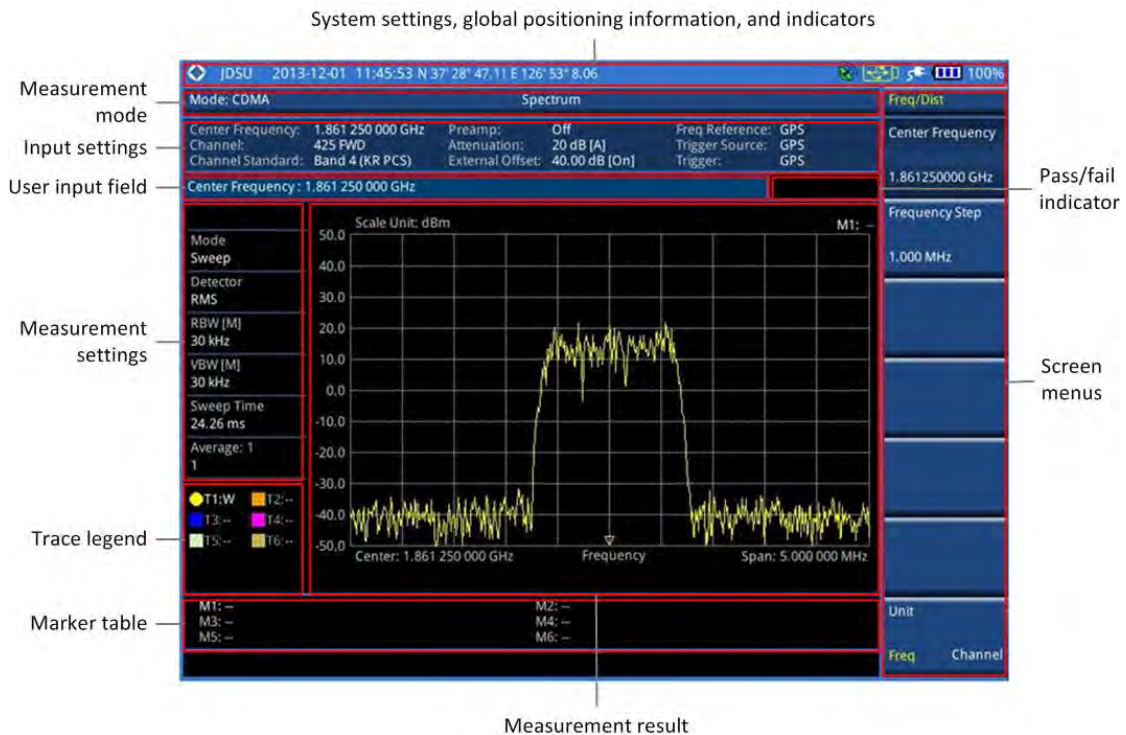 System settings, global positioning information, and indicators
JDSU 2013-12-01 11:45:53 N 37° 28" 47.11 E 126° 53" 8.06 100%
Measurement mode
Mode: CDMA Spectrum
Freq/Dist
Input settings
Center Frequency: 1.861 250 000 GHz Preamp: Off Freq Reference: GPS
Channel: 425 FWD Attenuation: 20 dB [A] Trigger Source: GPS
Channel Standard: Band 4 (KR PCS) External Offset: 40.00 dB [On] Trigger: GPS
Center Frequency
1.861250000 GHz
User input field
Center Frequency : 1.861 250 000 GHz
Pass/fail indicator
Frequency Step
1.000 MHz
Measurement settings
Mode
Sweep
Detector
RMS
RBW [M]
30 kHz
VBW [M]
30 kHz
Sweep Time
24.26 ms
Average: 1
1
Scale Unit: dBm M1: --
50.0
40.0
30.0
20.0
10.0
0.0
-10.0
-20.0
-30.0
-40.0
-50.0
Center: 1.861 250 000 GHz Frequency Span: 5.000 000 MHz
Screen menus
Trace legend
T1:W T2:--
T3:-- T4:--
T5:-- T6:--
Marker table
M1: -- M2: --
M3: -- M4: --
M5: -- M6: --
Unit
Freq Channel
Measurement result